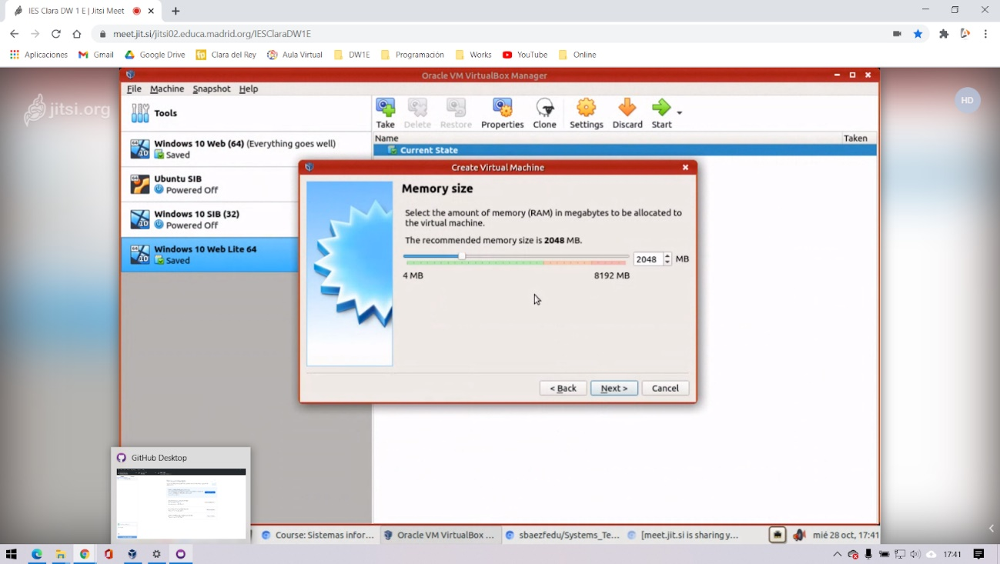 IES Clara DW 1 E | Jitsi Meet
meet.jit.si/jitsi02.educa.madrid.org/IESClaraDW1E
Aplicaciones Gmail Google Drive Clara del Rey Aula Virtual DW1E Programación Works YouTube Online
jitsi.org
HD
Oracle VM VirtualBox Manager
File Machine Snapshot Help
Tools
Take Delete Restore Properties Clone Settings Discard Start
Name Taken
Current State
Windows 10 Web (64) (Everything goes well)
Saved
Ubuntu SIB
Powered Off
Windows 10 SIB (32)
Powered Off
Windows 10 Web Lite 64
Saved
Create Virtual Machine
Memory size
Select the amount of memory (RAM) in megabytes to be allocated to
the virtual machine.
The recommended memory size is 2048 MB.
2048 MB
4 MB 8192 MB
< Back Next > Cancel
GitHub Desktop
Course: Sistemas infor... Oracle VM VirtualBox ... sbaezfedu/Systems_Te... [meet.jit.si is sharing y... mié 28 oct, 17:41
17:41